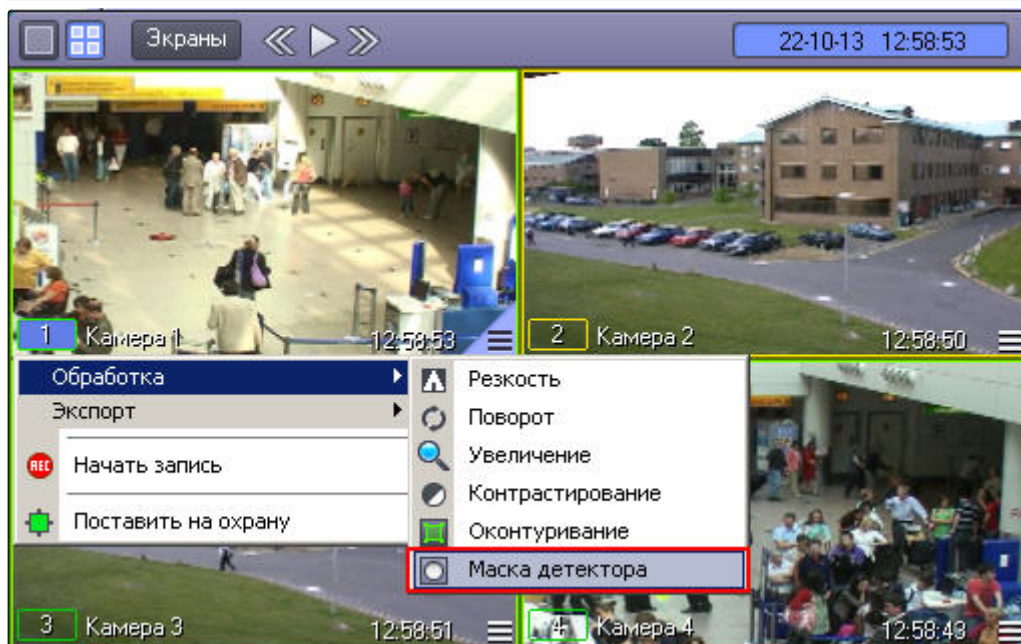 Экраны
22-10-13 12:58:53
1 Камера 1 12:58:53
2 Камера 2 12:58:50
Обработка
Экспорт
REC Начать запись
Поставить на охрану
Резкость
Поворот
Увеличение
Контрастирование
Оконтуривание
Маска детектора
3 Камера 3 12:58:51
4 Камера 4 12:58:43